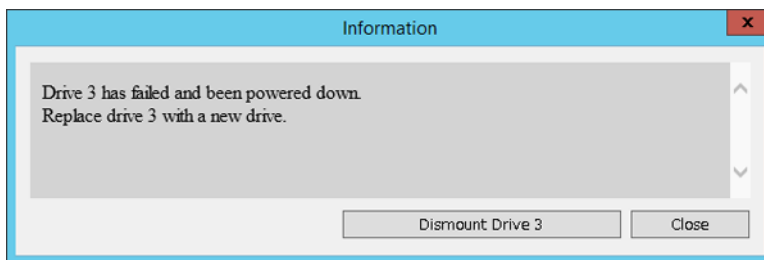 Information
x
Drive 3 has failed and been powered down.
Replace drive 3 with a new drive.
Dismount Drive 3
Close